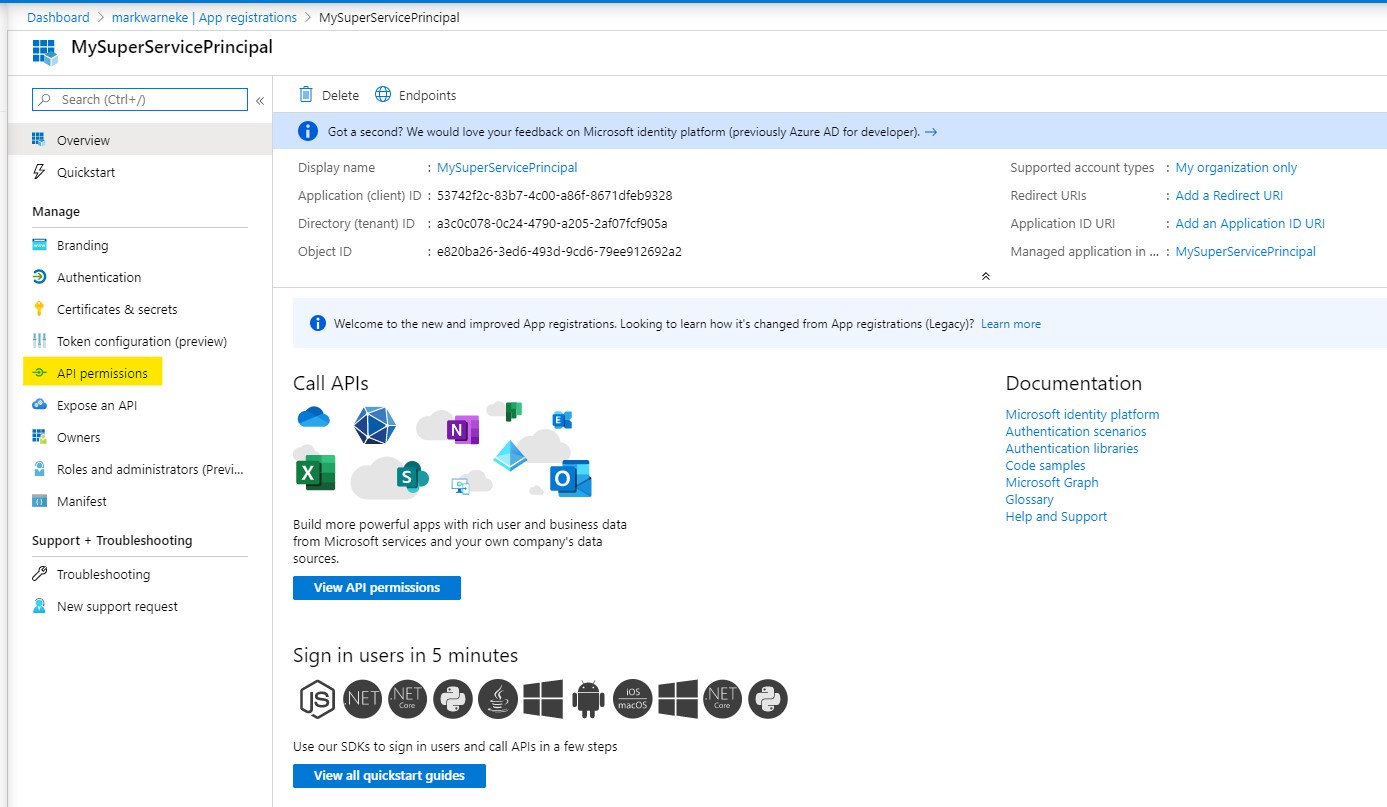 Dashboard > markwarneke | App registrations > MySuperServicePrincipal
MySuperServicePrincipal
Search (Ctrl+/)
«
Overview
Quickstart
Manage
Branding
Authentication
Certificates & secrets
Token configuration (preview)
API permissions
Expose an API
Owners
Roles and administrators (Previ...
Manifest
Support + Troubleshooting
Troubleshooting
New support request
Delete
Endpoints
Got a second? We would love your feedback on Microsoft identity platform (previously Azure AD for developer). →
Display name : MySuperServicePrincipal
Application (client) ID : 53742f2c-83b7-4c00-a86f-8671dfeb9328
Directory (tenant) ID : a3c0c078-0c24-4790-a205-2af07fcf905a
Object ID : e820ba26-3ed6-493d-9cd6-79ee912692a2
Supported account types : My organization only
Redirect URIs : Add a Redirect URI
Application ID URI : Add an Application ID URI
Managed application in ... : MySuperServicePrincipal
Welcome to the new and improved App registrations. Looking to learn how it's changed from App registrations (Legacy)? Learn more
Call APIs
N
E
X
S
O
Build more powerful apps with rich user and business data
from Microsoft services and your own company's data
sources.
View API permissions
Documentation
Microsoft identity platform
Authentication scenarios
Authentication libraries
Code samples
Microsoft Graph
Glossary
Help and Support
Sign in users in 5 minutes
JS
.NET
.NET
Core
iOS
macOS
.NET
Core
Use our SDKs to sign in users and call APIs in a few steps
View all quickstart guides